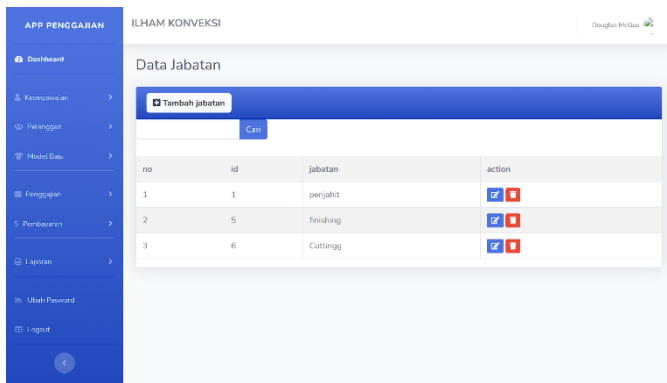 APP PENGGAJIAN
ILHAM KONVEKSI
Douglas McGee
Dashboard
Data Jabatan
Kepegawaian
Tambah jabatan
Pelanggan
Cari
Model Baju
no id jabatan action
1 1 penjahit
Penggajian
2 5 finishing
Pembayaran
3 6 Cuttingg
Laporan
Ubah Pasword
Logout